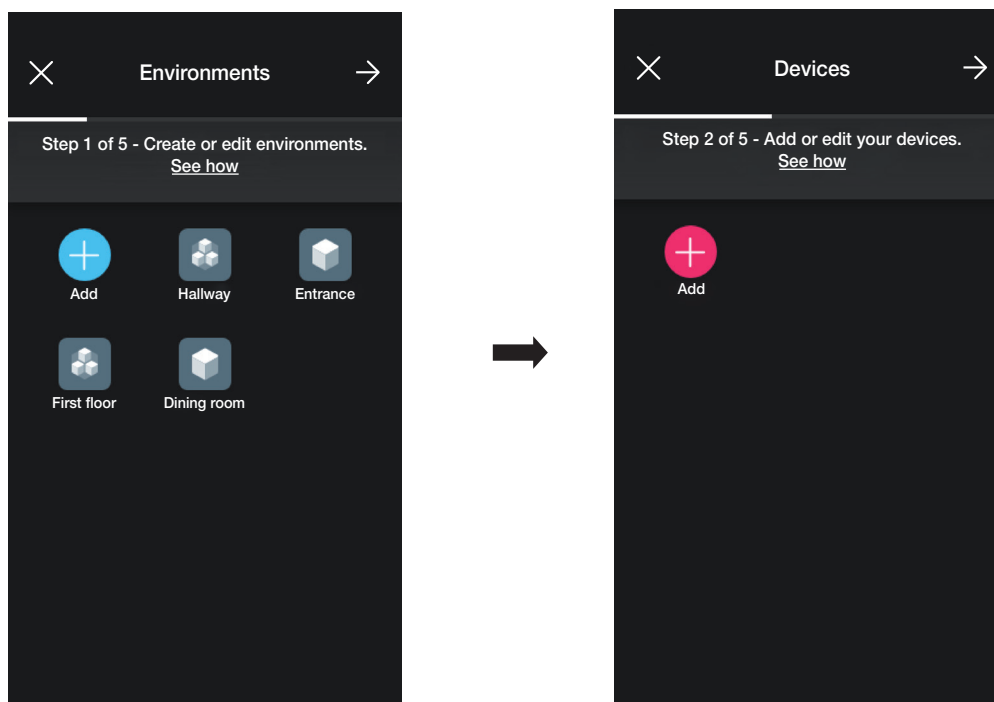 Environments
Step 1 of 5 - Create or edit environments.
See how
Add
Hallway
Entrance
First floor
Dining room
Devices
Step 2 of 5 - Add or edit your devices.
See how
Add